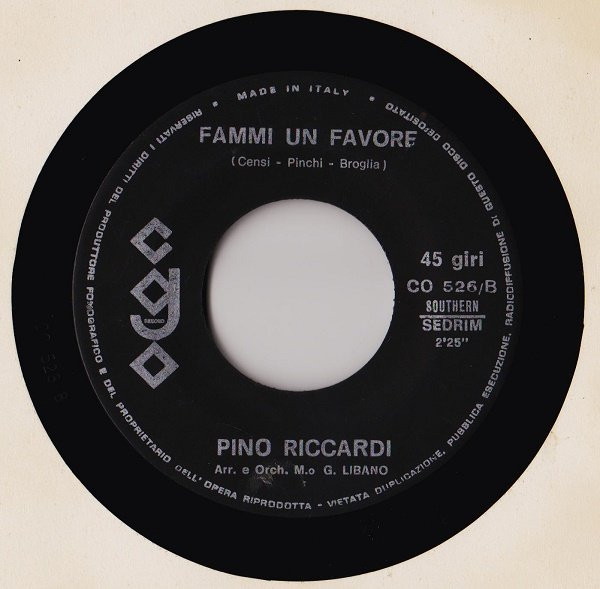 MADE IN ITALY
RISERVATI I DIRITTI DEL PRODUTTORE FONOGRAFICO E DEL PROPRIETARIO DELL'OPERA RIPRODOTTA - VIETATA DUPLICAZIONE, PUBBLICA ESECUZIONE, RADIODIFFUSIONE DI QUESTO DISCO DEPOSITATO
FAMMI UN FAVORE
(Censi - Pinchi - Broglia)
cgo
RECORD
45 giri
CO 526/B
SOUTHERN
SEDRIM
2'25"
PINO RICCARDI
Arr. e Orch. M.o G. LIBANO